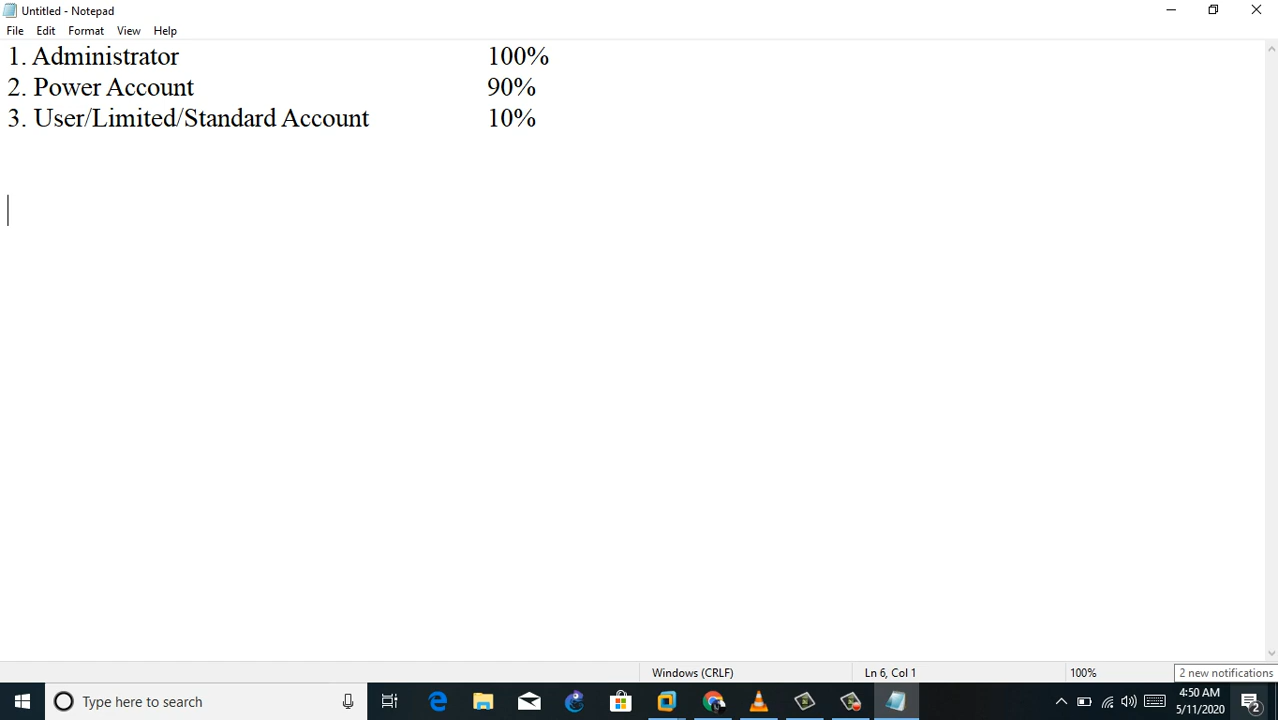 Untitled - Notepad
File Edit Format View Help
1. Administrator 100%
2. Power Account 90%
3. User/Limited/Standard Account 10%
Windows (CRLF) Ln 6, Col 1 100% 2 new notifications
Type here to search 4:50 AM
5/11/2020 2